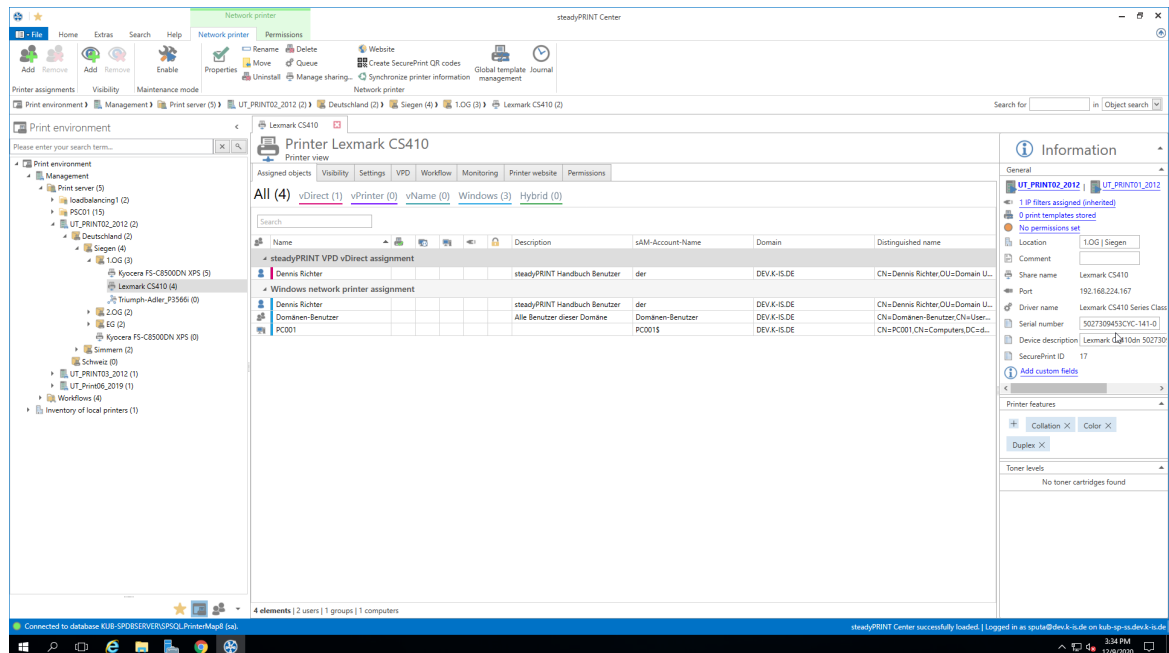 Network printer
steadyPRINT Center
File Home Extras Search Help Network printer Permissions
Add Remove Add Remove Enable Properties
Rename Delete Website
Move Queue Create SecurePrint QR codes
Uninstall Manage sharing... Synchronize printer information
Global template management Journal
Printer assignments Visibility Maintenance mode Network printer
Print environment Management Print server (5) UT_PRINT02_2012 (2) Deutschland (2) Siegen (4) 1.OG (3) Lexmark CS410 (2)
Search for in Object search
Print environment
Please enter your search term...
Print environment
Management
Print server (5)
loadbalancing1 (2)
PSC01 (15)
UT_PRINT02_2012 (2)
Deutschland (2)
Siegen (4)
1.OG (3)
Kyocera FS-C8500DN XPS (5)
Lexmark CS410 (4)
Triumph-Adler_P3566i (0)
2.OG (2)
EG (2)
Kyocera FS-C8500DN XPS (0)
Simmern (2)
Schweiz (0)
UT_PRINT03_2012 (1)
UT_Print06_2019 (1)
Workflows (4)
Inventory of local printers (1)
Lexmark CS410
Printer Lexmark CS410
Printer view
Assigned objects Visibility Settings VPD Workflow Monitoring Printer website Permissions
All (4) vDirect (1) vPrinter (0) vName (0) Windows (3) Hybrid (0)
Search
Name Description sAM-Account-Name Domain Distinguished name
steadyPRINT VPD vDirect assignment
Dennis Richter steadyPRINT Handbuch Benutzer der DEV.K-IS.DE CN=Dennis Richter,OU=Domain U...
Windows network printer assignment
Dennis Richter steadyPRINT Handbuch Benutzer der DEV.K-IS.DE CN=Dennis Richter,OU=Domain U...
Domänen-Benutzer Alle Benutzer dieser Domäne Domänen-Benutzer DEV.K-IS.DE CN=Domänen-Benutzer,CN=User...
PC001 PC001$ DEV.K-IS.DE CN=PC001,CN=Computers,DC=d...
4 elements | 2 users | 1 groups | 1 computers
Information
General
UT_PRINT02_2012 | UT_PRINT01_2012
1 IP filters assigned (inherited)
0 print templates stored
No permissions set
Location 1.OG | Siegen
Comment
Share name Lexmark CS410
Port 192.168.224.167
Driver name Lexmark CS410 Series Class
Serial number 5027309453CYC-141-0
Device description Lexmark CS410dn 502730
SecurePrint ID 17
Add custom fields
Printer features
+ Collation X Color X
Duplex X
Toner levels
No toner cartridges found
Connected to database KUB-SPDBSERVER\SPSQL.PrinterMap8 (sa).
steadyPRINT Center successfully loaded. | Logged in as sputa@dev.k-is.de on kub-sp-ss.dev.k-is.de
3:34 PM
12/9/2020